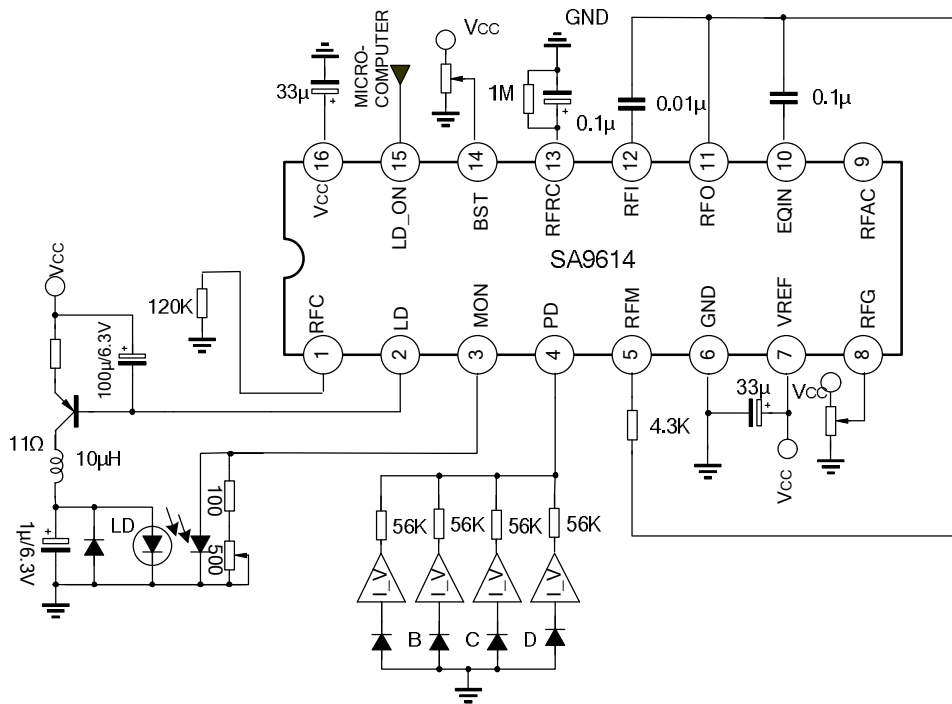 GND
VCC
MICRO-
COMPUTER
33μ
1M
0.1μ
0.01μ
0.1μ
16
15
14
13
12
11
10
9
VCC
LD_ON
BST
RFRC
RFI
RFO
EQIN
RFAC
SA9614
VCC
120K
RFC
LD
MON
PD
RFM
GND
VREF
RFG
1
2
3
4
5
6
7
8
100μ/6.3V
33μ
VCC
4.3K
11Ω
10μH
VCC
100
LD
500
1μ/6.3V
56K
56K
56K
56K
I_V
I_V
I_V
I_V
B
C
D